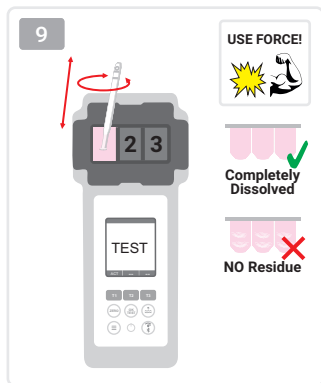 9
USE FORCE!
2 3
Completely
Dissolved
TEST
NO Residue